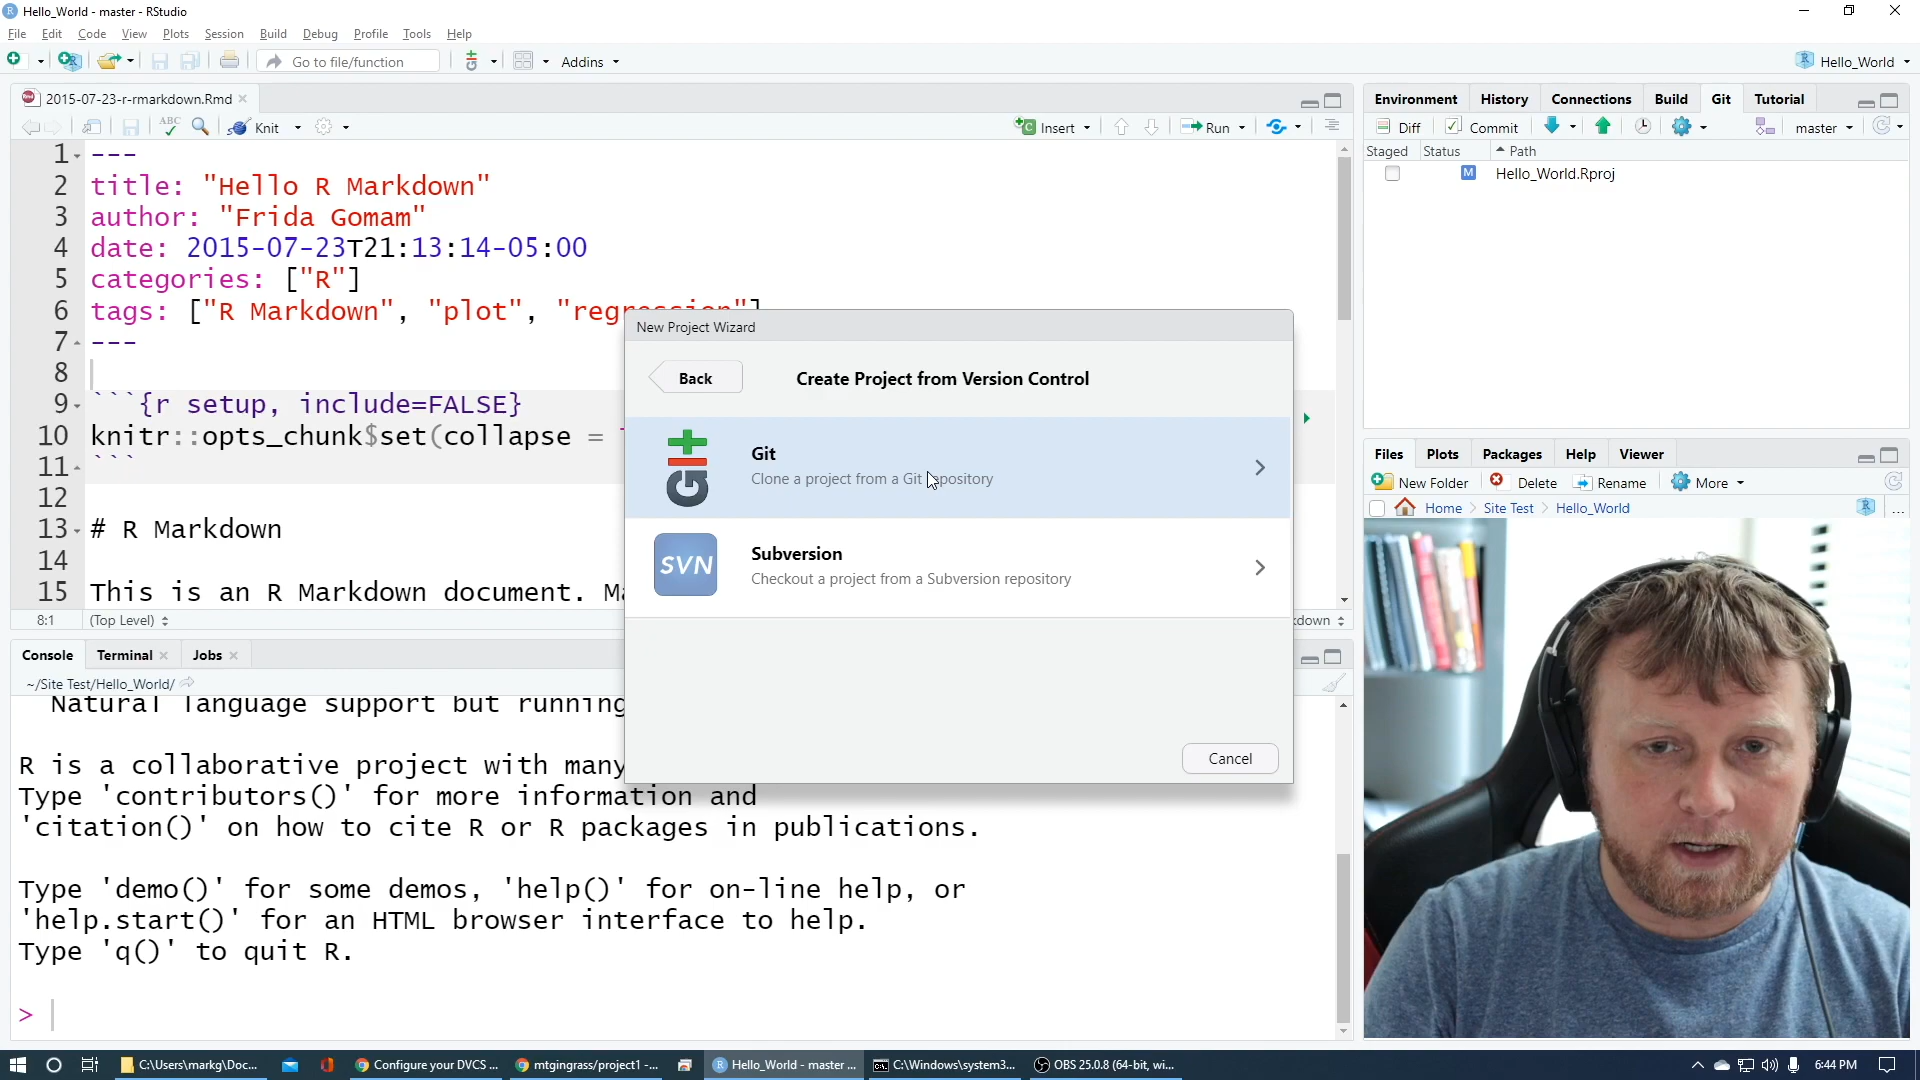 Hello_World - master - RStudio
File Edit Code View Plots Session Build Debug Profile Tools Help
Go to file/function
Addins
Hello_World
2015-07-23-r-rmarkdown.Rmd
ABC
Knit
Insert
Run
1 ---
2 title: "Hello R Markdown"
3 author: "Frida Gomam"
4 date: 2015-07-23T21:13:14-05:00
5 categories: ["R"]
6 tags: ["R Markdown", "plot", "regression"]
7 ---
8
9 ```{r setup, include=FALSE}
10 knitr::opts_chunk$set(collapse =
11 ```
12
13 # R Markdown
14
15 This is an R Markdown document.
8:1 (Top Level)
New Project Wizard
Back
Create Project from Version Control
Git
Clone a project from a Git repository
SVN
Subversion
Checkout a project from a Subversion repository
Cancel
Console Terminal Jobs
~/Site Test/Hello_World/
Natural language support but running
R is a collaborative project with many
Type 'contributors()' for more information and
'citation()' on how to cite R or R packages in publications.
Type 'demo()' for some demos, 'help()' for on-line help, or
'help.start()' for an HTML browser interface to help.
Type 'q()' to quit R.
>
Environment History Connections Build Git Tutorial
Diff Commit master
Staged Status Path
M Hello_World.Rproj
Files Plots Packages Help Viewer
New Folder Delete Rename More
Home Site Test Hello_World
...
C:\Users\markg\Doc...
Configure your DVCS ...
mtgingrass/project1 -...
Hello_World - master ...
C:\Windows\system3...
OBS 25.0.8 (64-bit, wi...
6:44 PM